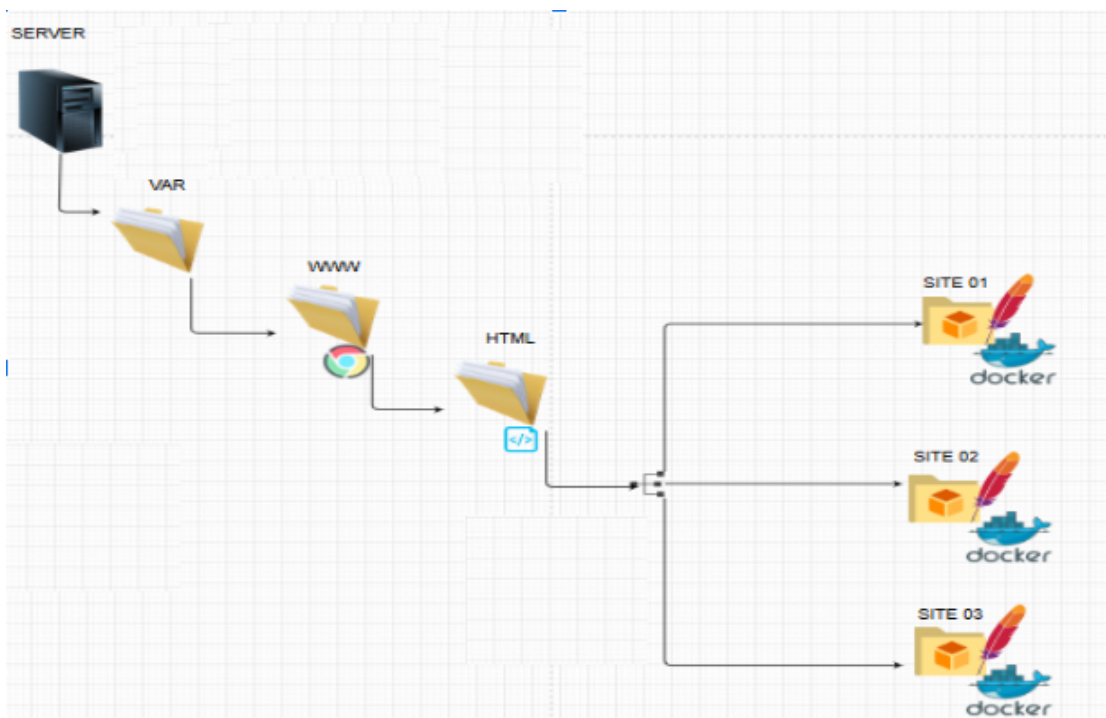 SERVER
VAR
WWW
HTML
</>
SITE 01
docker
SITE 02
docker
SITE 03
docker